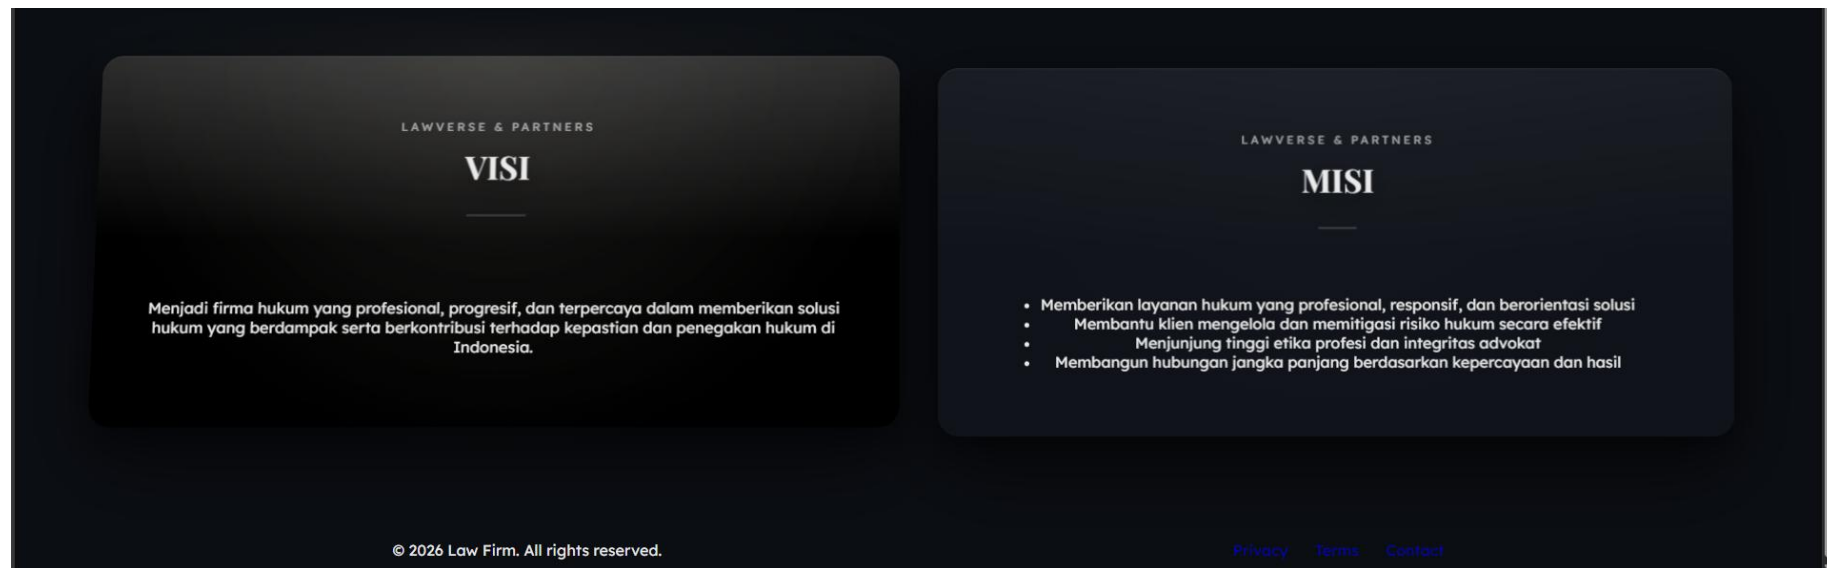 LAWVERSE & PARTNERS
VISI
Menjadi firma hukum yang profesional, progresif, dan terpercaya dalam memberikan solusi
hukum yang berdampak serta berkontribusi terhadap kepastian dan penegakan hukum di
Indonesia.
LAWVERSE & PARTNERS
MISI
• Memberikan layanan hukum yang profesional, responsif, dan berorientasi solusi
• Membantu klien mengelola dan memitigasi risiko hukum secara efektif
• Menjunjung tinggi etika profesi dan integritas advokat
• Membangun hubungan jangka panjang berdasarkan kepercayaan dan hasil
© 2026 Law Firm. All rights reserved.
Privacy Terms Contact